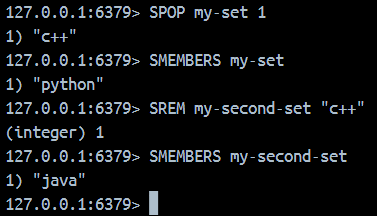 127.0.0.1:6379> SPOP my-set 1
1) "c++"
127.0.0.1:6379> SMEMBERS my-set
1) "python"
127.0.0.1:6379> SREM my-second-set "c++"
(integer) 1
127.0.0.1:6379> SMEMBERS my-second-set
1) "java"
127.0.0.1:6379>